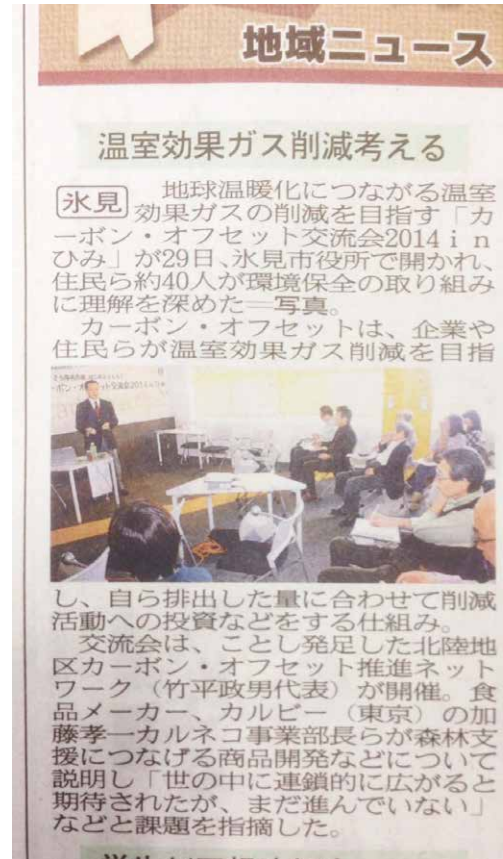 地域ニュース
温室効果ガス削減考える
氷見 地球温暖化につながる温室
効果ガスの削減を目指す「カ
ーボン・オフセット交流会2014 i n
ひみ」が29日、氷見市役所で開かれ、
住民ら約40人が環境保全の取り組み
に理解を深めた＝写真。
カーボン・オフセットは、企業や
住民らが温室効果ガス削減を目指
し、自ら排出した量に合わせて削減
活動への投資などをする仕組み。
交流会は、ことし発足した北陸地
区カーボン・オフセット推進ネット
ワーク（竹平政男代表）が開催。食
品メーカー、カルビー（東京）の加
藤孝一カルネコ事業部長らが森林支
援につなげる商品開発などについて
説明し「世の中に連鎖的に広がると
期待されたが、まだ進んでいない」
などと課題を指摘した。